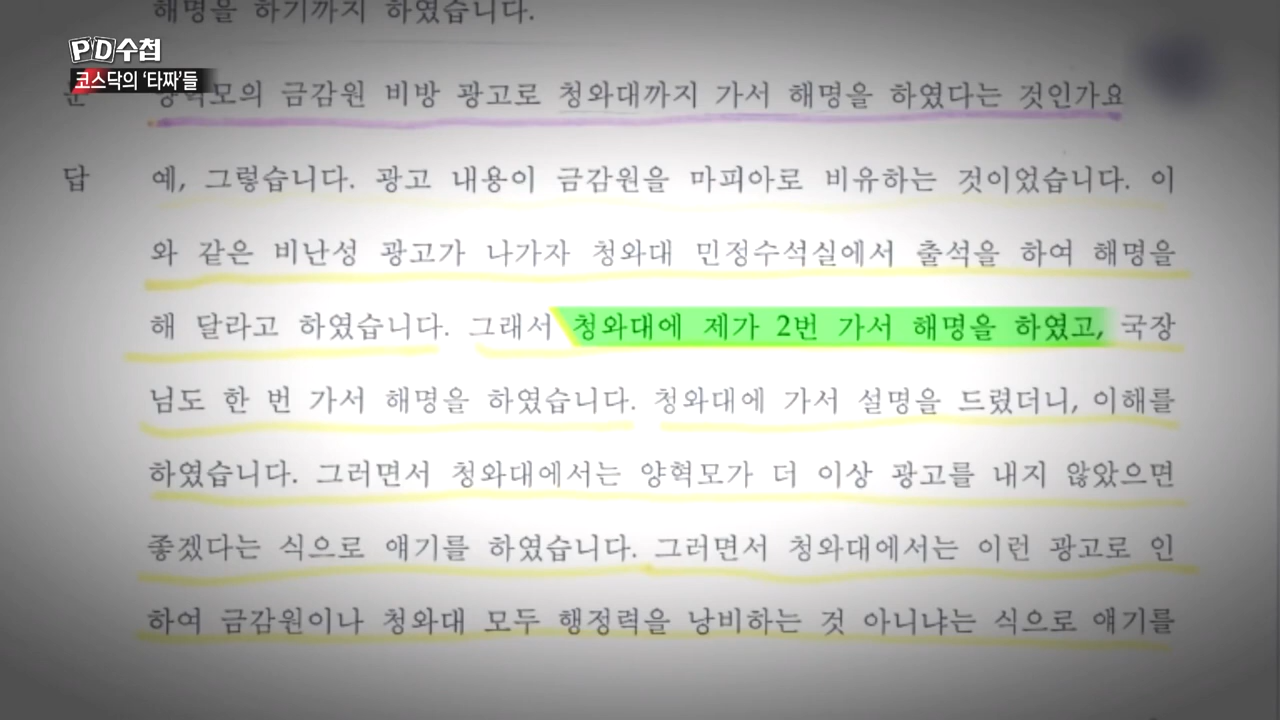 해명을 하기까지 하였습니다.
PD수첩
코스닥의 '타짜'들
문 양혁모의 금감원 비방 광고로 청와대까지 가서 해명을 하였다는 것인가요
답 예, 그렇습니다. 광고 내용이 금감원을 마피아로 비유하는 것이었습니다. 이
와 같은 비난성 광고가 나가자 청와대 민정수석실에서 출석을 하여 해명을
해 달라고 하였습니다. 그래서 청와대에 제가 2번 가서 해명을 하였고, 국장
님도 한 번 가서 해명을 하였습니다. 청와대에 가서 설명을 드렸더니, 이해를
하였습니다. 그러면서 청와대에서는 양혁모가 더 이상 광고를 내지 않았으면
좋겠다는 식으로 얘기를 하였습니다. 그러면서 청와대에서는 이런 광고로 인
하여 금감원이나 청와대 모두 행정력을 낭비하는 것 아니냐는 식으로 얘기를